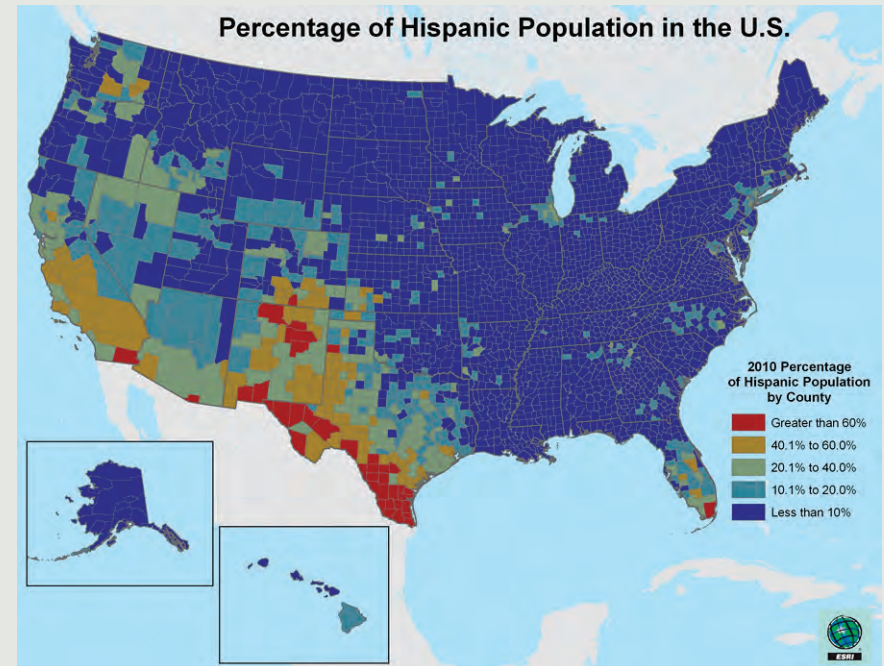 Percentage of Hispanic Population in the U.S.
2010 Percentage
of Hispanic Population
by County
Greater than 60%
40.1% to 60.0%
20.1% to 40.0%
10.1% to 20.0%
Less than 10%
ESRI